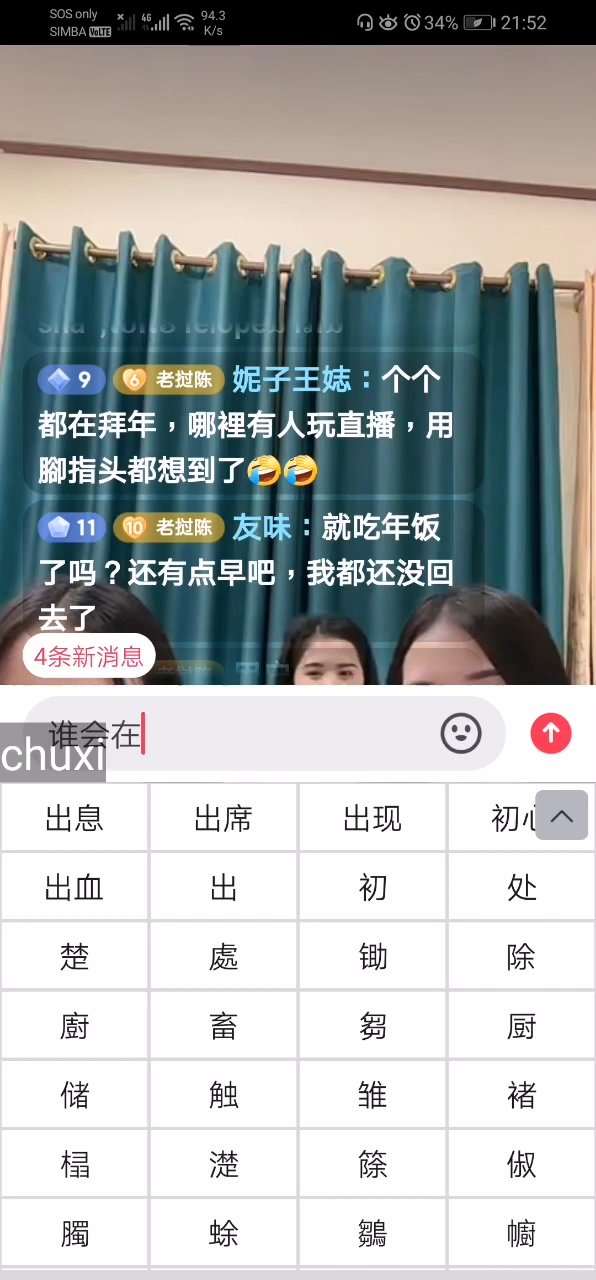 SOS only
SIMBA VoLTE
4G
94.3
K/s
34%
21:52
9 6 老挝陈 妮子王婊：个个
都在拜年，哪裡有人玩直播，用
腳指头都想到了🤣🤣
11 10 老挝陈 友味：就吃年饭
了吗？还有点早吧，我都还没回
去了
4条新消息
谁会在
chuxi
出息 出席 出现 初心
出血 出 初 处
楚 處 锄 除
廚 畜 芻 厨
储 触 雏 褚
榅 濋 篨 俶
臅 蜍 鶵 幮